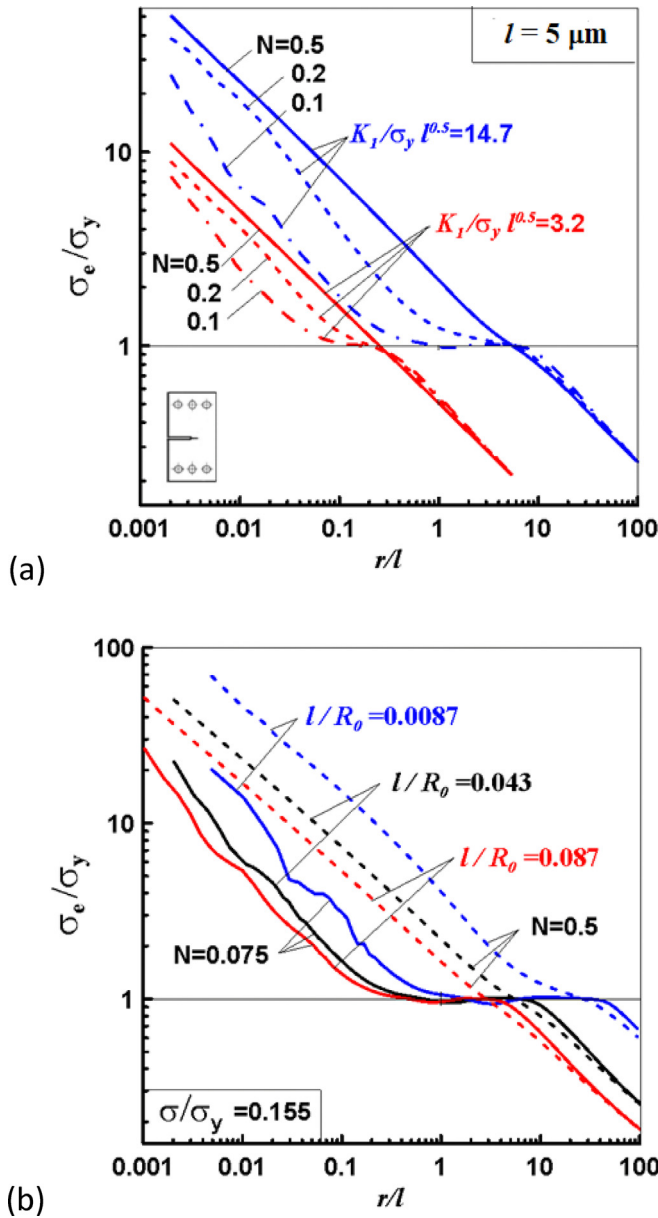 l = 5 μm
N=0.5
0.2
0.1
K_I/σ_y l^0.5=14.7
K_I/σ_y l^0.5=3.2
N=0.5
0.2
0.1
σ_e/σ_y
10
1
0.001 0.01 0.1 1 10 100
r/l
(a)
100
10
1
σ_e/σ_y
l / R_0 =0.0087
l / R_0 =0.043
l / R_0 =0.087
N=0.075
N=0.5
σ/σ_y =0.155
0.001 0.01 0.1 1 10 100
r/l
(b)